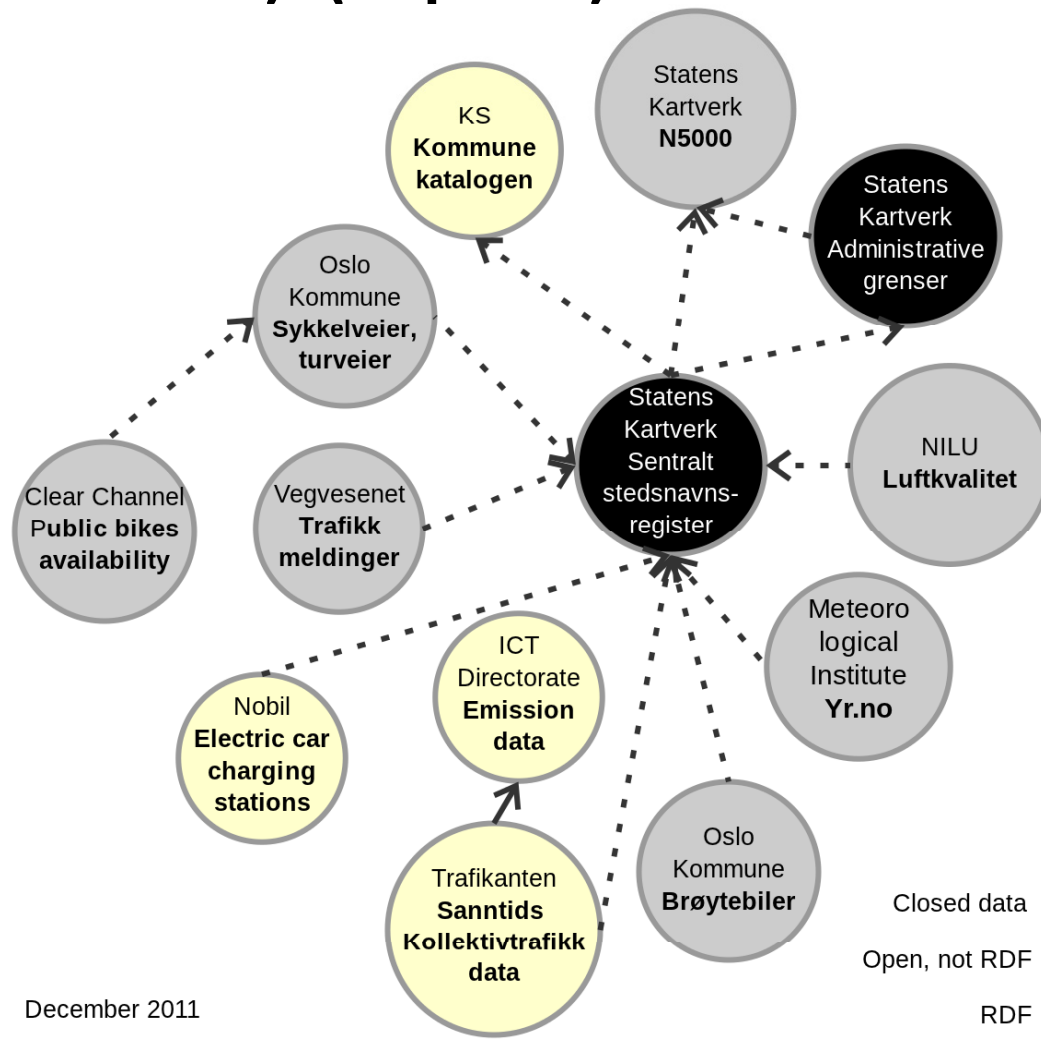 KS
Kommune
katalogen
Statens
Kartverk
N5000
Statens
Kartverk
Administrative
grenser
Oslo
Kommune
Sykkelveier,
turveier
Statens
Kartverk
Sentralt
stedsnavns-
register
NILU
Luftkvalitet
Clear Channel
Public bikes
availability
Vegvesenet
Trafikk
meldinger
Meteoro
logical
Institute
Yr.no
ICT
Directorate
Emission
data
Nobil
Electric car
charging
stations
Oslo
Kommune
Brøytebiler
Trafikanten
Sanntids
Kollektivtrafikk
data
Closed data
Open, not RDF
RDF
December 2011